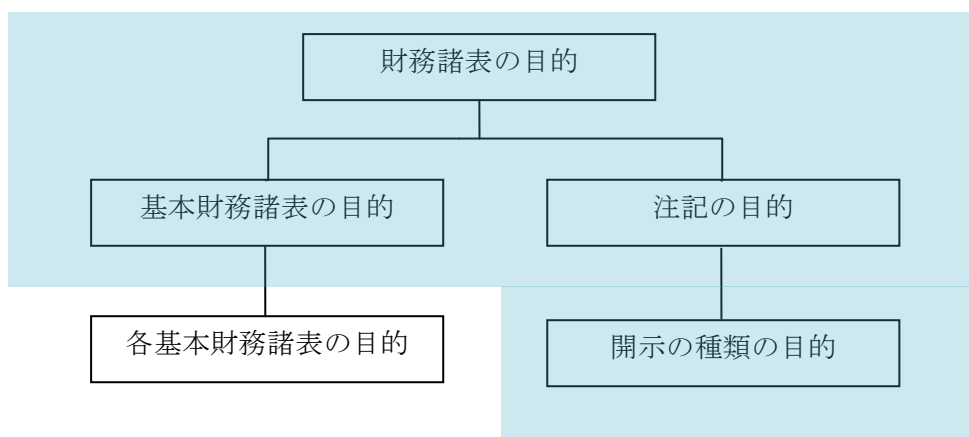 財務諸表の目的
基本財務諸表の目的
注記の目的
各基本財務諸表の目的
開示の種類の目的